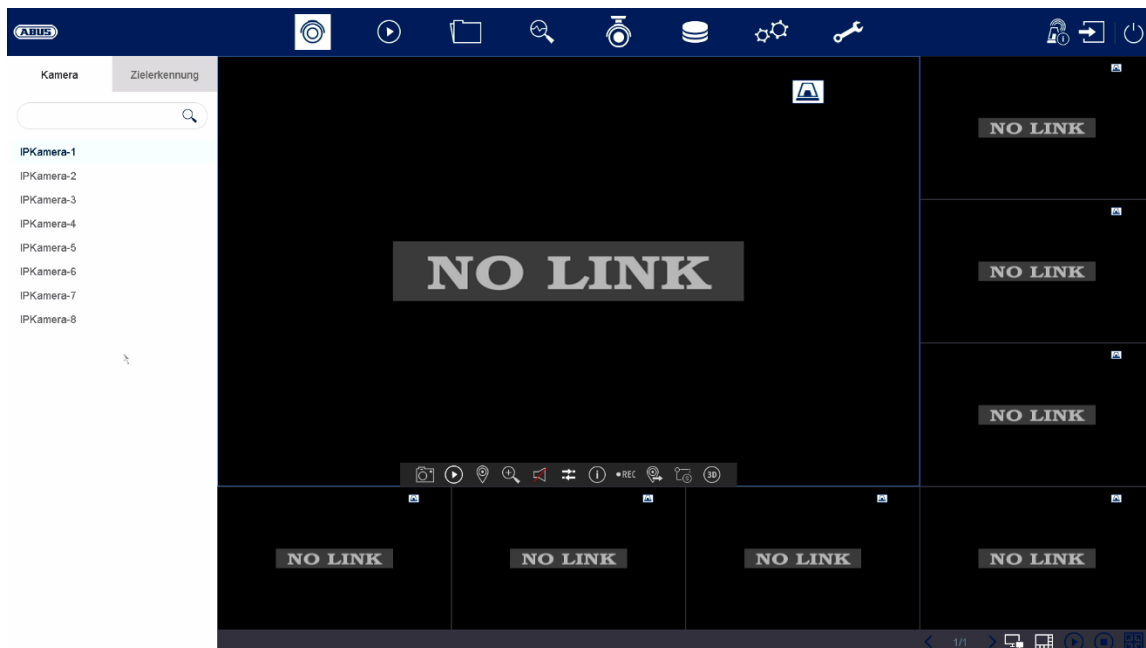 ABUS
Kamera Zielerkennung
IPKamera-1
IPKamera-2
IPKamera-3
IPKamera-4
IPKamera-5
IPKamera-6
IPKamera-7
IPKamera-8
NO LINK
NO LINK
NO LINK
NO LINK
REC 3D
NO LINK NO LINK NO LINK NO LINK
1/1